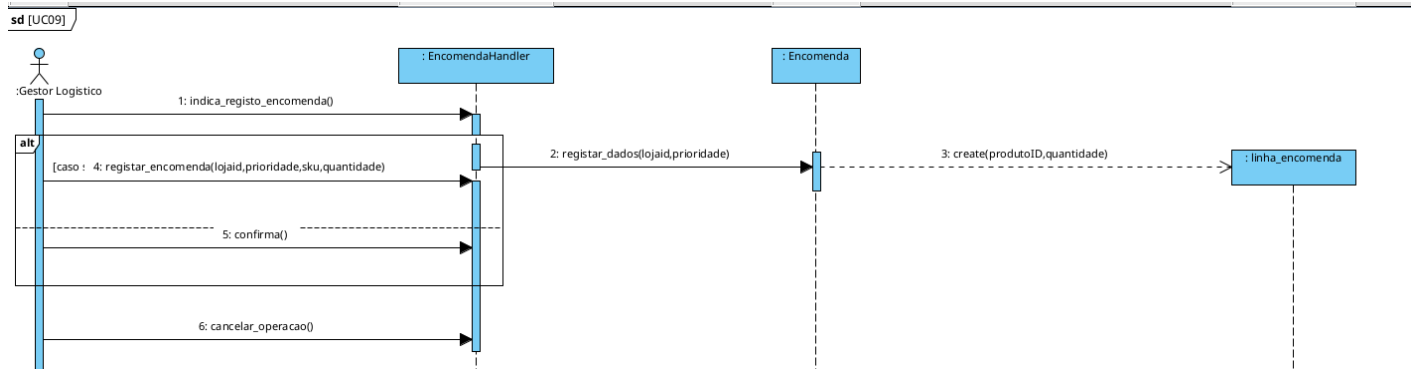 sd [UC09]
: EncomendaHandler
: Encomenda
:Gestor Logistico
1: indica_registo_encomenda()
alt
2: registar_dados(lojaid,prioridade)
3: create(produtoID,quantidade)
: linha_encomenda
[caso 4: registar_encomenda(lojaid,prioridade,sku,quantidade)
5: confirma()
6: cancelar_operacao()